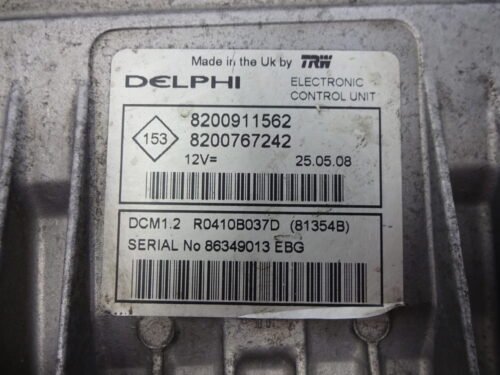 Made in the Uk by TRW
DELPHI ELECTRONIC
CONTROL UNIT
153
8200911562
8200767242
12V= 25.05.08
DCM1.2 R0410B037D (81354B)
SERIAL No 86349013 EBG